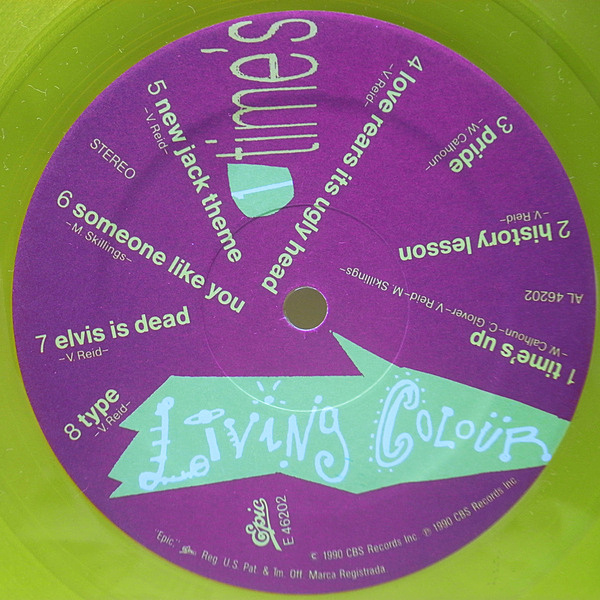 time's
1
1 time's up
-W. Calhoun-C Glover-V Reid-M. Skillings-
AL 46202
2 history lesson
-V Reid-
3 pride
-W. Calhoun-
4 love rears its ugly head
-V Reid-
5 new jack theme
-V.Reid-
STEREO
6 someone like you
-M. Skillings-
7 elvis is dead
-V. Reid-
8 type
-V. Reid-
Living Colour
Epic
E 46202
"Epic," Reg. U.S. Pat. & Tm. Off. Marca Registrada.
© 1990 CBS Records Inc ℗ 1990 CBS Records Inc